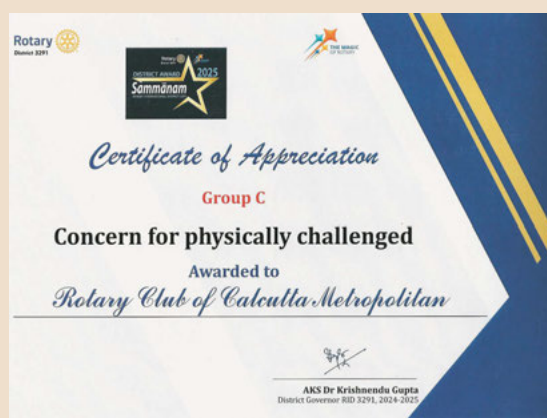 Rotary
District 3291
THE MAGIC
OF ROTARY
Rotary
DISTRICT AWARD 2025
Sammānam
Certificate of Appreciation
Group C
Concern for physically challenged
Awarded to
Rotary Club of Calcutta Metropolitan
AKS Dr Krishnendu Gupta
District Governor RID 3291, 2024-2025